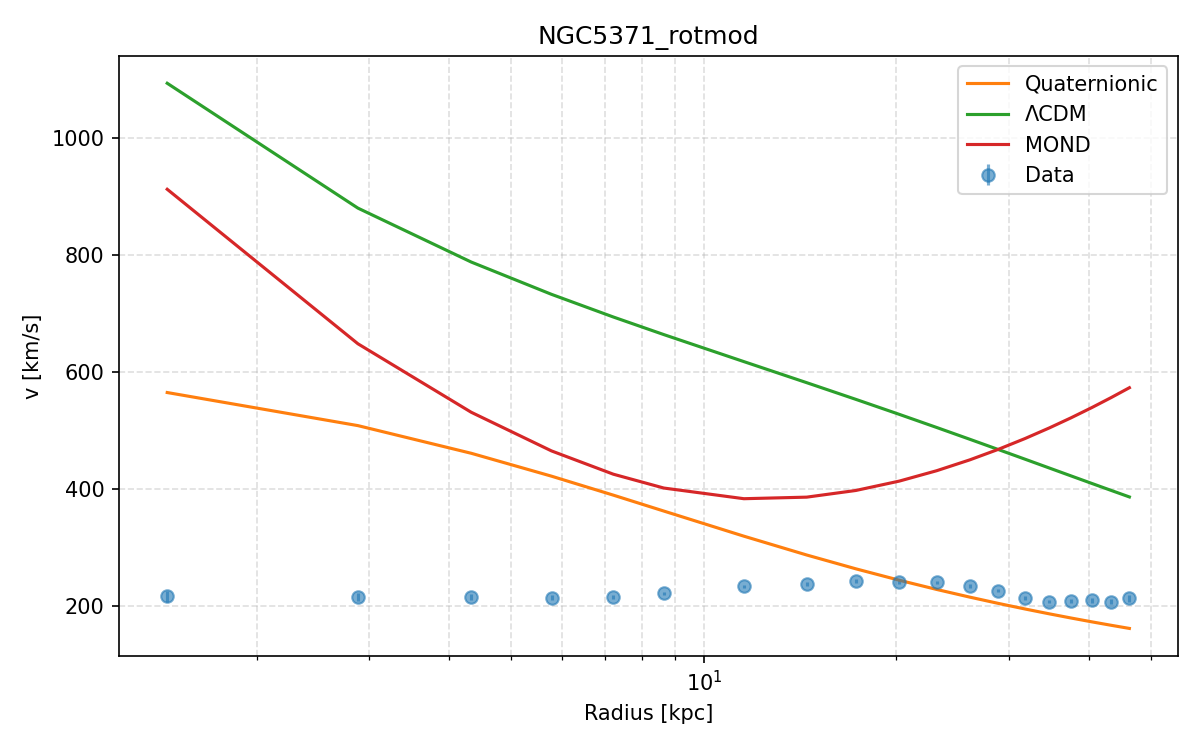 NGC5371_rotmod
Quaternionic
ΛCDM
MOND
Data
v [km/s]
1000
800
600
400
200
10¹
Radius [kpc]